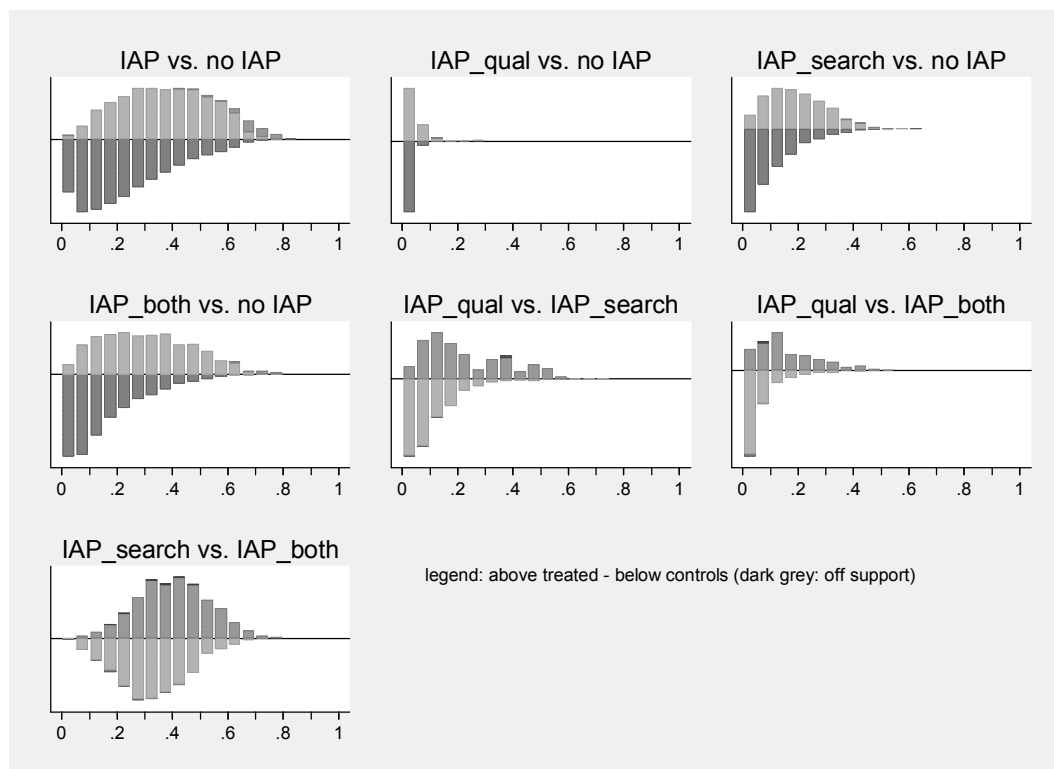 IAP vs. no IAP
IAP_qual vs. no IAP
IAP_search vs. no IAP
0 .2 .4 .6 .8 1
0 .2 .4 .6 .8 1
0 .2 .4 .6 .8 1
IAP_both vs. no IAP
IAP_qual vs. IAP_search
IAP_qual vs. IAP_both
0 .2 .4 .6 .8 1
0 .2 .4 .6 .8 1
0 .2 .4 .6 .8 1
IAP_search vs. IAP_both
legend: above treated - below controls (dark grey: off support)
0 .2 .4 .6 .8 1